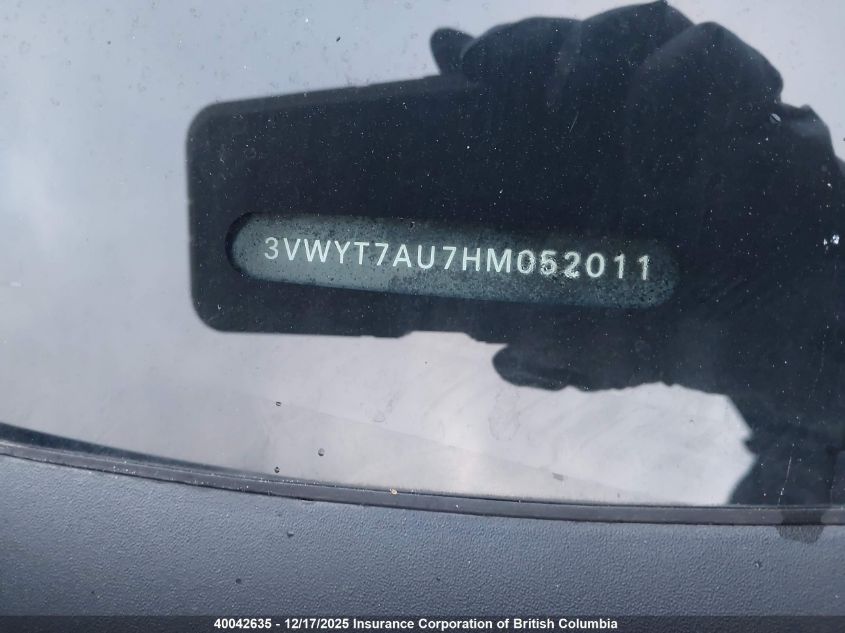 3VWYT7AU7HM052011
40042635 - 12/17/2025 Insurance Corporation of British Columbia